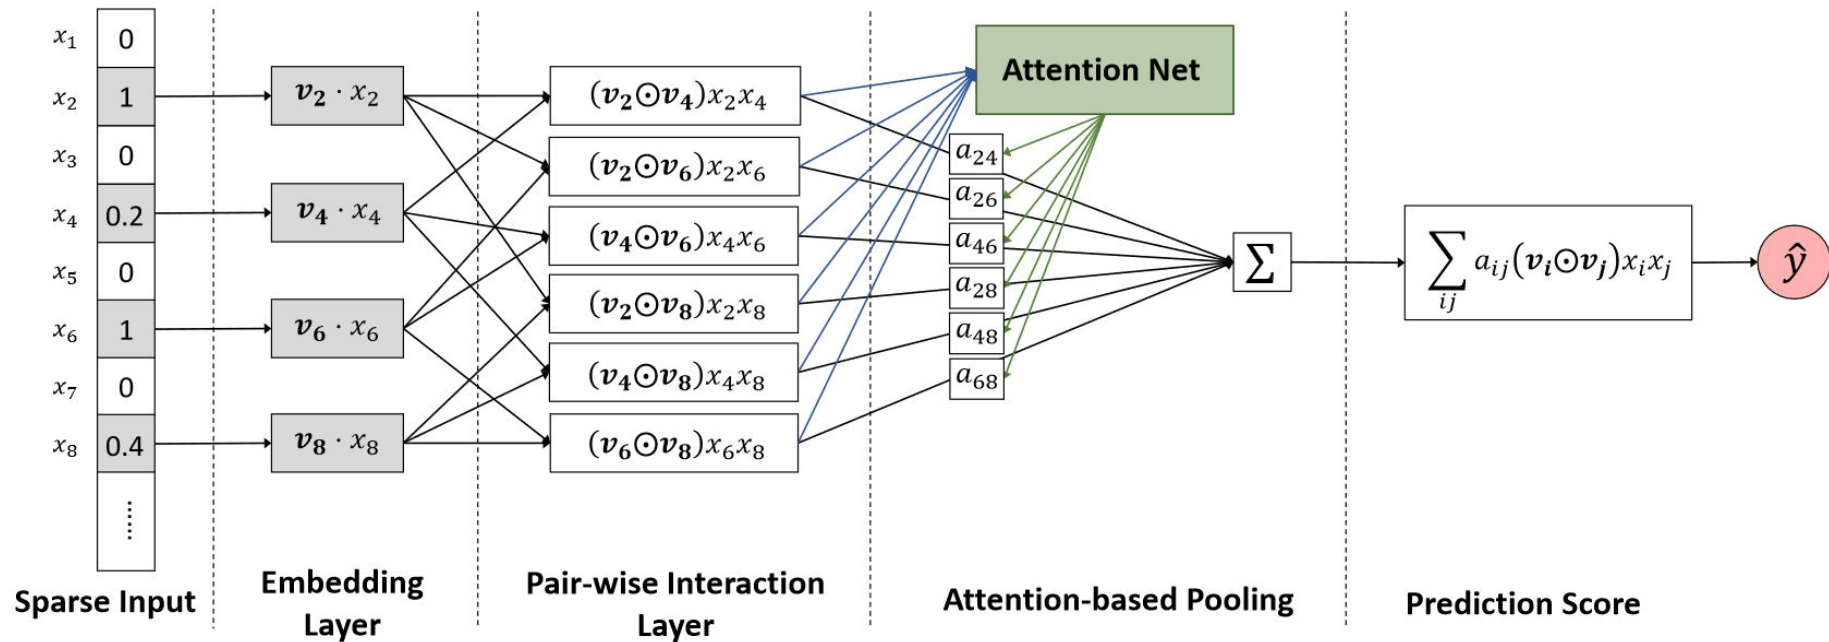 x₁ 0
x₂ 1
x₃ 0
x₄ 0.2
x₅ 0
x₆ 1
x₇ 0
x₈ 0.4
......
Sparse Input
v₂ · x₂
v₄ · x₄
v₆ · x₆
v₈ · x₈
Embedding
Layer
(v₂⊙v₄)x₂x₄
(v₂⊙v₆)x₂x₆
(v₄⊙v₆)x₄x₆
(v₂⊙v₈)x₂x₈
(v₄⊙v₈)x₄x₈
(v₆⊙v₈)x₆x₈
Pair-wise Interaction
Layer
Attention Net
a₂₄
a₂₆
a₄₆
a₂₈
a₄₈
a₆₈
Σ
Attention-based Pooling
∑ᵢⱼ aᵢⱼ(vᵢ⊙vⱼ)xᵢxⱼ
ŷ
Prediction Score